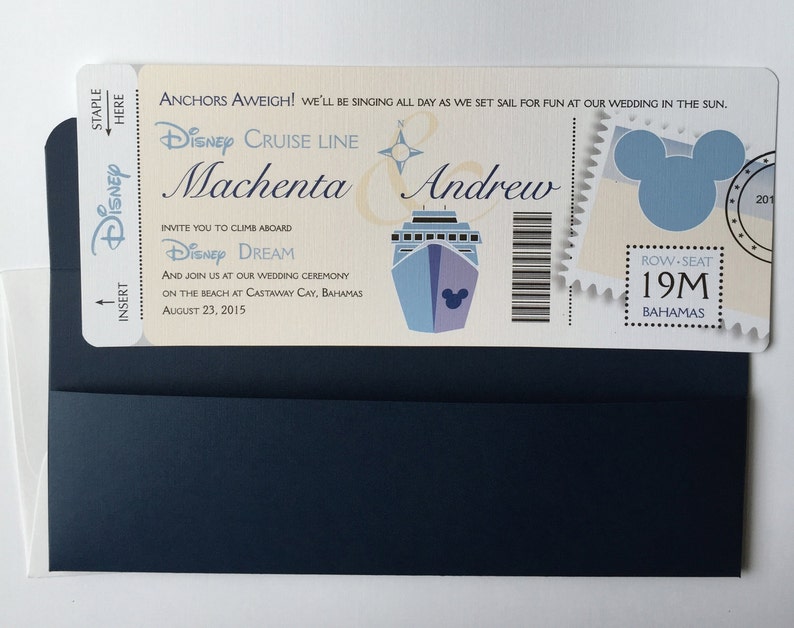 STAPLE
HERE
DISNEY
INSERT
ANCHORS AWEIGH! WE'LL BE SINGING ALL DAY AS WE SET SAIL FOR FUN AT OUR WEDDING IN THE SUN.
DISNEY CRUISE LINE
N
Machenta & Andrew
INVITE YOU TO CLIMB ABOARD
DISNEY DREAM
AND JOIN US AT OUR WEDDING CEREMONY
ON THE BEACH AT CASTAWAY CAY, BAHAMAS
AUGUST 23, 2015
201
ROW • SEAT
19M
BAHAMAS